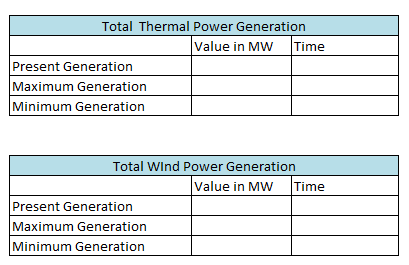 Total Thermal Power Generation
Value in MW Time
Present Generation
Maximum Generation
Minimum Generation
Total WInd Power Generation
Value in MW Time
Present Generation
Maximum Generation
Minimum Generation